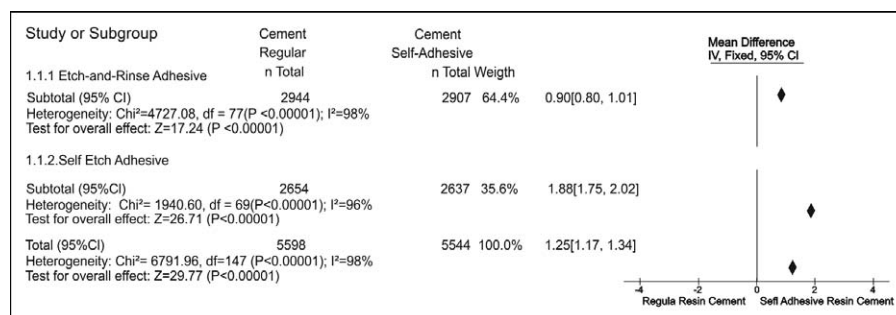 Study or Subgroup Cement Cement
Regular Self-Adhesive
n Total n Total Weigth
Mean Difference
IV, Fixed, 95% CI
1.1.1 Etch-and-Rinse Adhesive
Subtotal (95% CI) 2944 2907 64.4% 0.90[0.80, 1.01]
Heterogeneity: Chi²=4727.08, df = 77(P <0.00001); I²=98%
Test for overall effect: Z=17.24 (P <0.00001)
1.1.2.Self Etch Adhesive
Subtotal (95%CI) 2654 2637 35.6% 1.88[1.75, 2.02]
Heterogeneity: Chi²= 1940.60, df = 69(P<0.00001); I²=96%
Test for overall effect: Z=26.71 (P<0.00001)
Total (95%CI) 5598 5544 100.0% 1.25[1.17, 1.34]
Heterogeneity: Chi²= 6791.96, df=147 (P<0.00001); I²=98%
Test for overall effect: Z=29.77 (P<0.00001)
-4 -2 0 2 4
Regula Resin Cement Sefl Adhesive Resin Cement